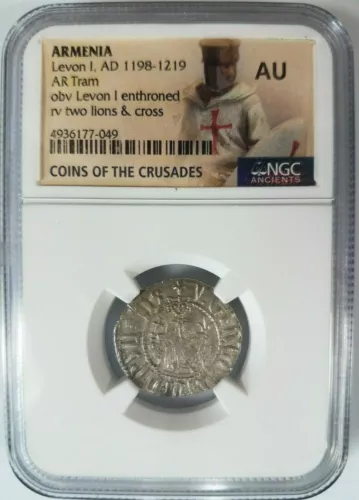 ARMENIA
Levon I, AD 1198-1219
AR Tram
obv Levon I enthroned
rv two lions & cross
4936177-049
AU
NGC
ANCIENTS
COINS OF THE CRUSADES